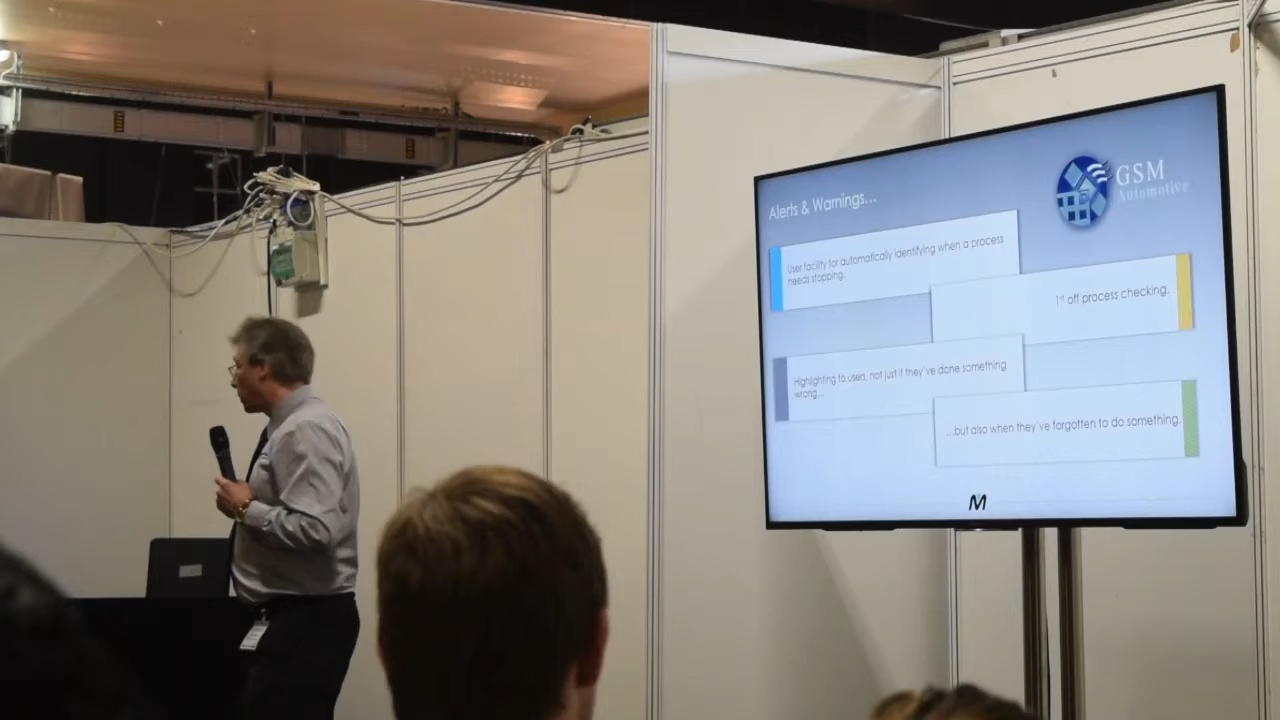 Alerts & Warnings...
GSM
Automotive
User facility for automatically identifying when a process
needs stopping.
1st off process checking.
Highlighting to users, not just if they've done something
wrong...
...but also when they've forgotten to do something.
M